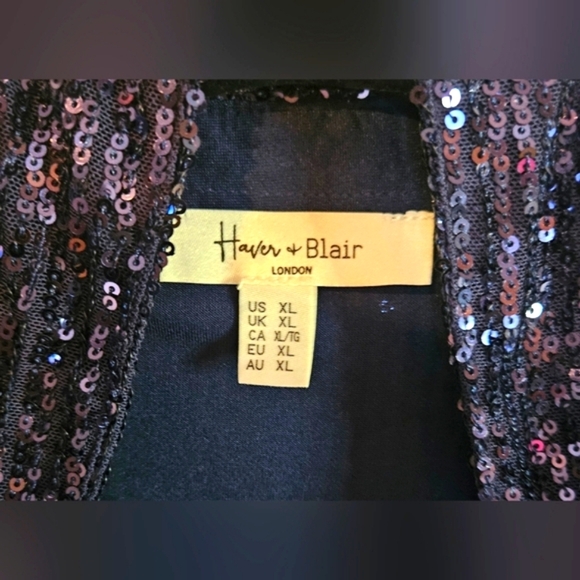 Haver + Blair
LONDON
US XL
UK XL
CA XL/TG
EU XL
AU XL